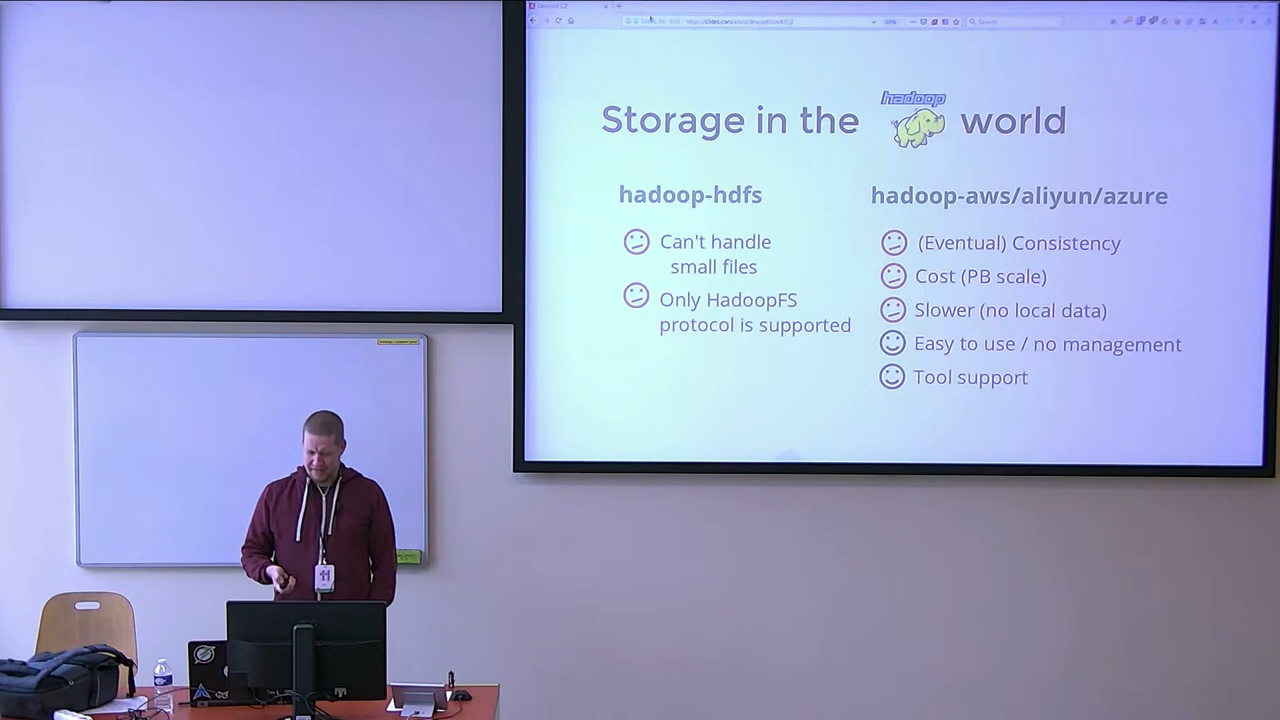 Storage in the hadoop world
hadoop-hdfs
Can't handle
small files
Only HadoopFS
protocol is supported
hadoop-aws/aliyun/azure
(Eventual) Consistency
Cost (PB scale)
Slower (no local data)
Easy to use / no management
Tool support